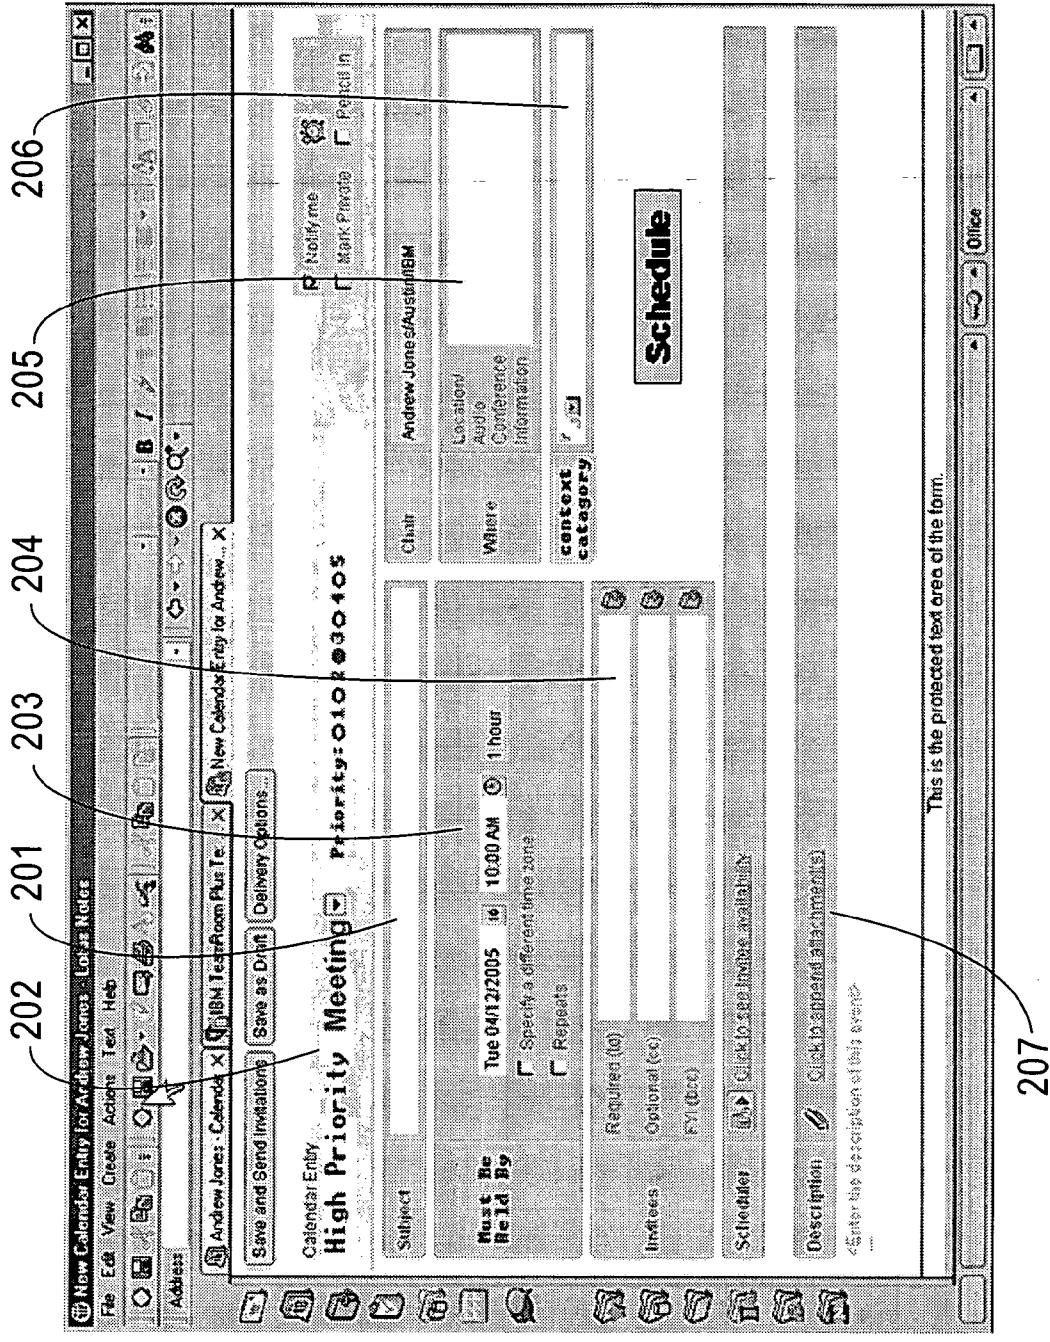 New Calendar Entry for Andrew Jones - Lotus Notes
File Edit View Create Actions Text Help
B I
Address
Andrew Jones - Calendar
IBM TeamRoom Plus Te...
New Calendar Entry for Andrew...
Save and Send Invitations
Save as Draft
Delivery Options...
Calendar Entry
High Priority Meeting
Priority:01020030405
Notify me
Mark Private
Pencil In
Subject
Must Be
Held By
Tue 04/12/2005
16
10:00 AM
1 hour
Specify a different time zone
Repeats
Invitees
Required (to)
Optional (cc)
FYI (bcc)
Chair
Andrew Jones/Austin/IBM
Where
Location/
Audio
Conference
Information
context
catagory
Schedule
Scheduler
Click to see invitee availability
Description
Click to append attachment(s)
<Enter the description of this event>
This is the protected text area of the form.
Office
202
201
203
204
205
206
207